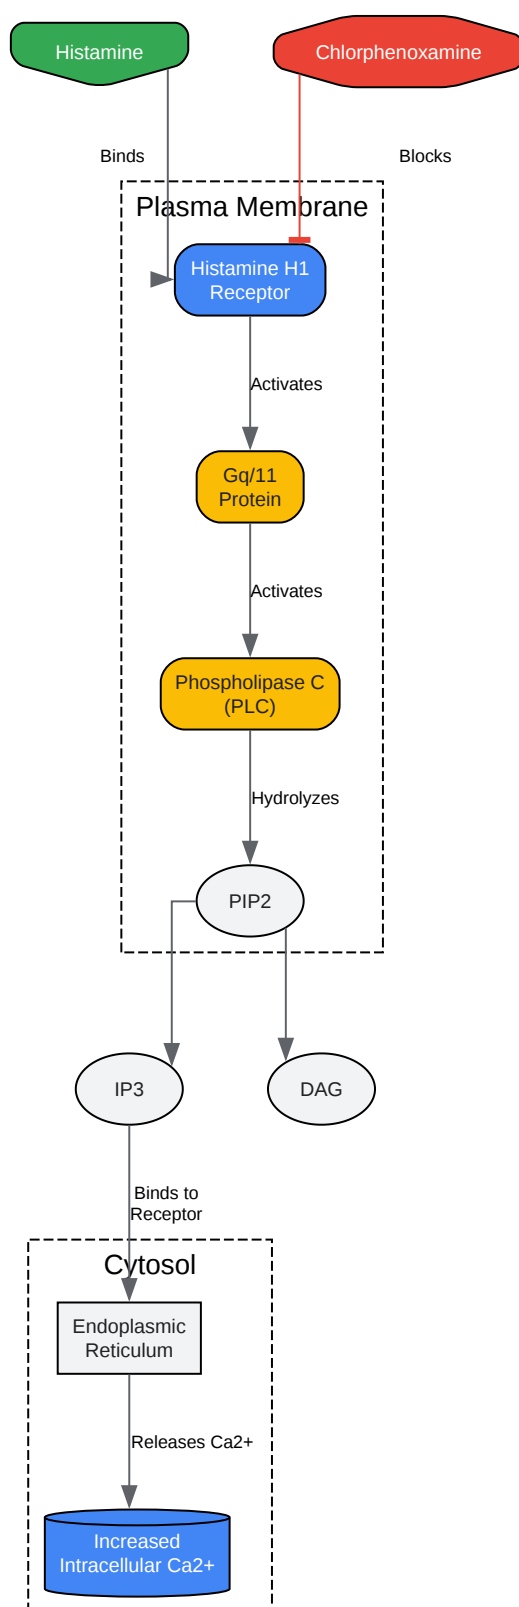 Histamine
Chlorphenoxamine
Binds
Blocks
Plasma Membrane
Histamine H1
Receptor
Activates
Gq/11
Protein
Activates
Phospholipase C
(PLC)
Hydrolyzes
PIP2
IP3
DAG
Binds to
Receptor
Cytosol
Endoplasmic
Reticulum
Releases Ca2+
Increased
Intracellular Ca2+